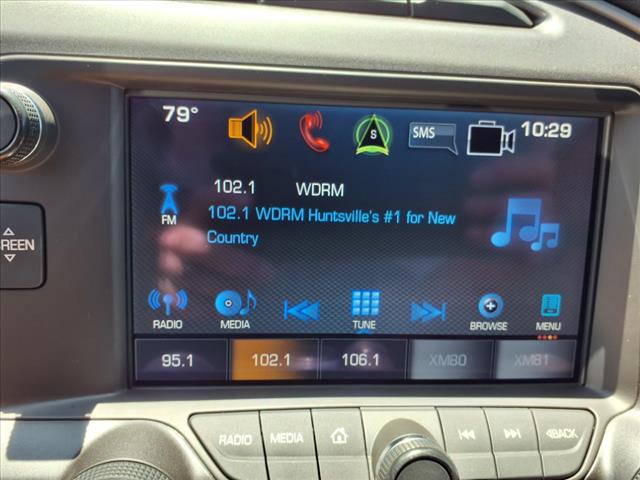 79°
S
SMS
10:29
102.1 WDRM
FM
102.1 WDRM Huntsville's #1 for New
Country
RADIO
MEDIA
TUNE
BROWSE
MENU
95.1
102.1
106.1
XM80
XM81
RADIO
MEDIA
BACK